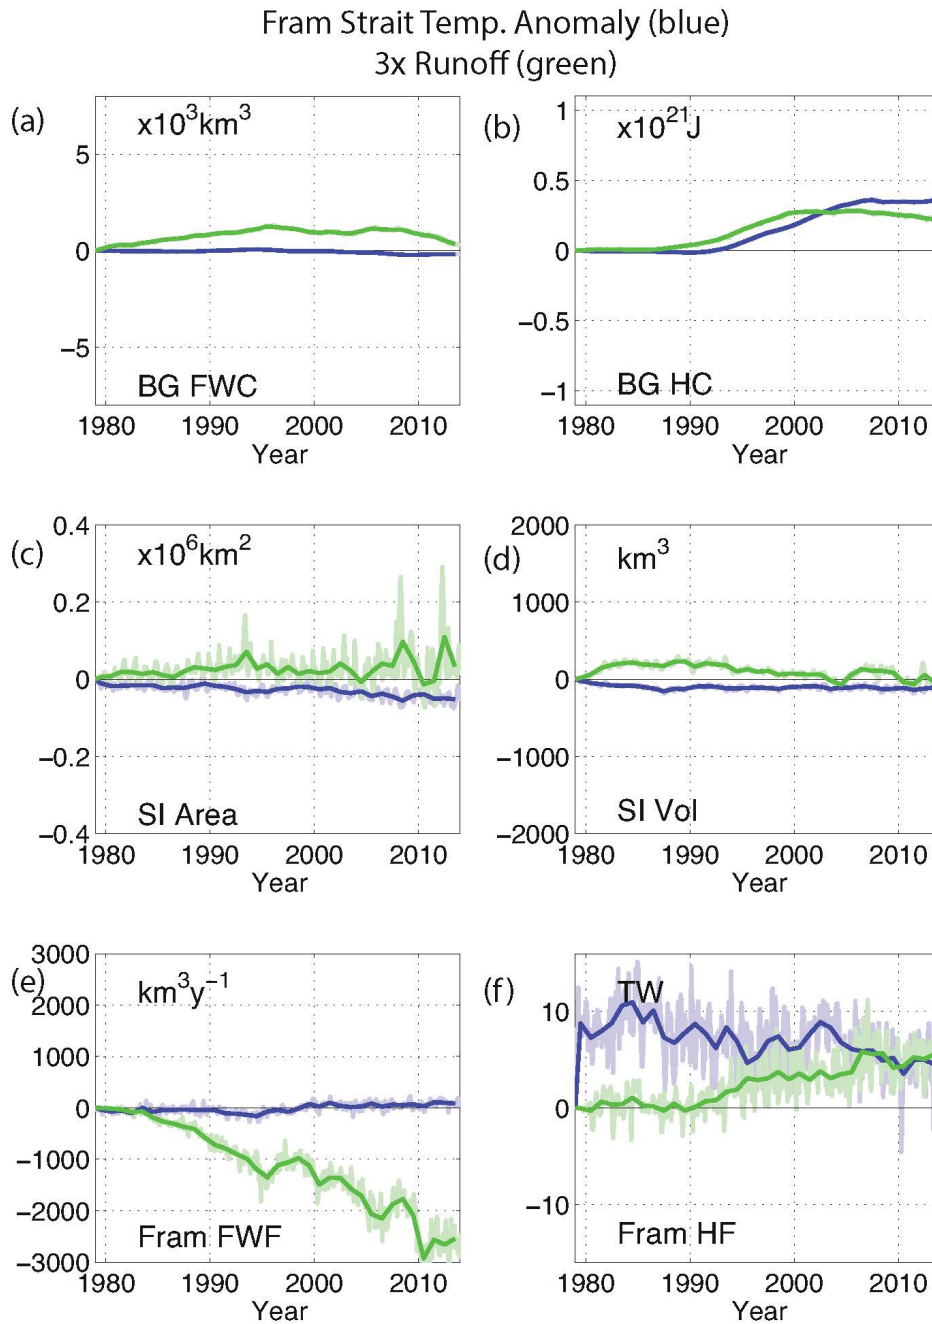 Fram Strait Temp. Anomaly (blue)
3x Runoff (green)
(a)
x10³km³
5
0
−5
BG FWC
1980 1990 2000 2010
Year
(b)
x10²¹J
1
0.5
0
−0.5
−1
BG HC
1980 1990 2000 2010
Year
(c)
x10⁶km²
0.4
0.2
0
−0.2
−0.4
SI Area
1980 1990 2000 2010
Year
(d)
km³
2000
1000
0
−1000
−2000
SI Vol
1980 1990 2000 2010
Year
(e)
km³y⁻¹
3000
2000
1000
0
−1000
−2000
−3000
Fram FWF
1980 1990 2000 2010
Year
(f)
TW
10
0
−10
Fram HF
1980 1990 2000 2010
Year